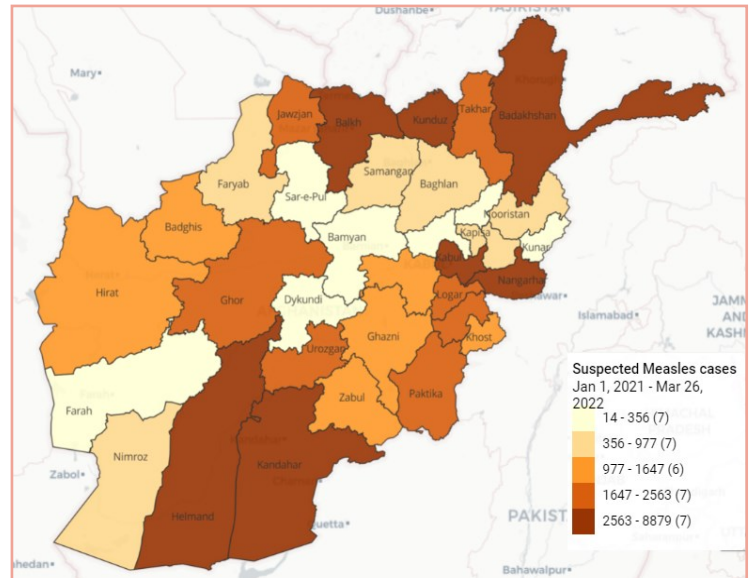 Dushanbe
TAJIKISTAN
Mary
Jawzjan
Balkh
Kunduz
Takhar
Badakhshan
Faryab
Sar-e-Pul
Samangan
Baghlan
Nooristan
Kapisa
Kunar
Badghis
Bamyan
Kabul
Nangarhar
Hirat
Ghor
Dykundi
Logar
Islamabad
JAMM
AN
KASH
Urozgan
Ghazni
Khost
Farah
Zabul
Paktika
Nimroz
Zabol
Kandahar
Helmand
uetta
PAKIST
ahedan
Bahawalpur
Suspected Measles cases
Jan 1, 2021 - Mar 26,
2022
14 - 356 (7)
356 - 977 (7)
977 - 1647 (6)
1647 - 2563 (7)
2563 - 8879 (7)